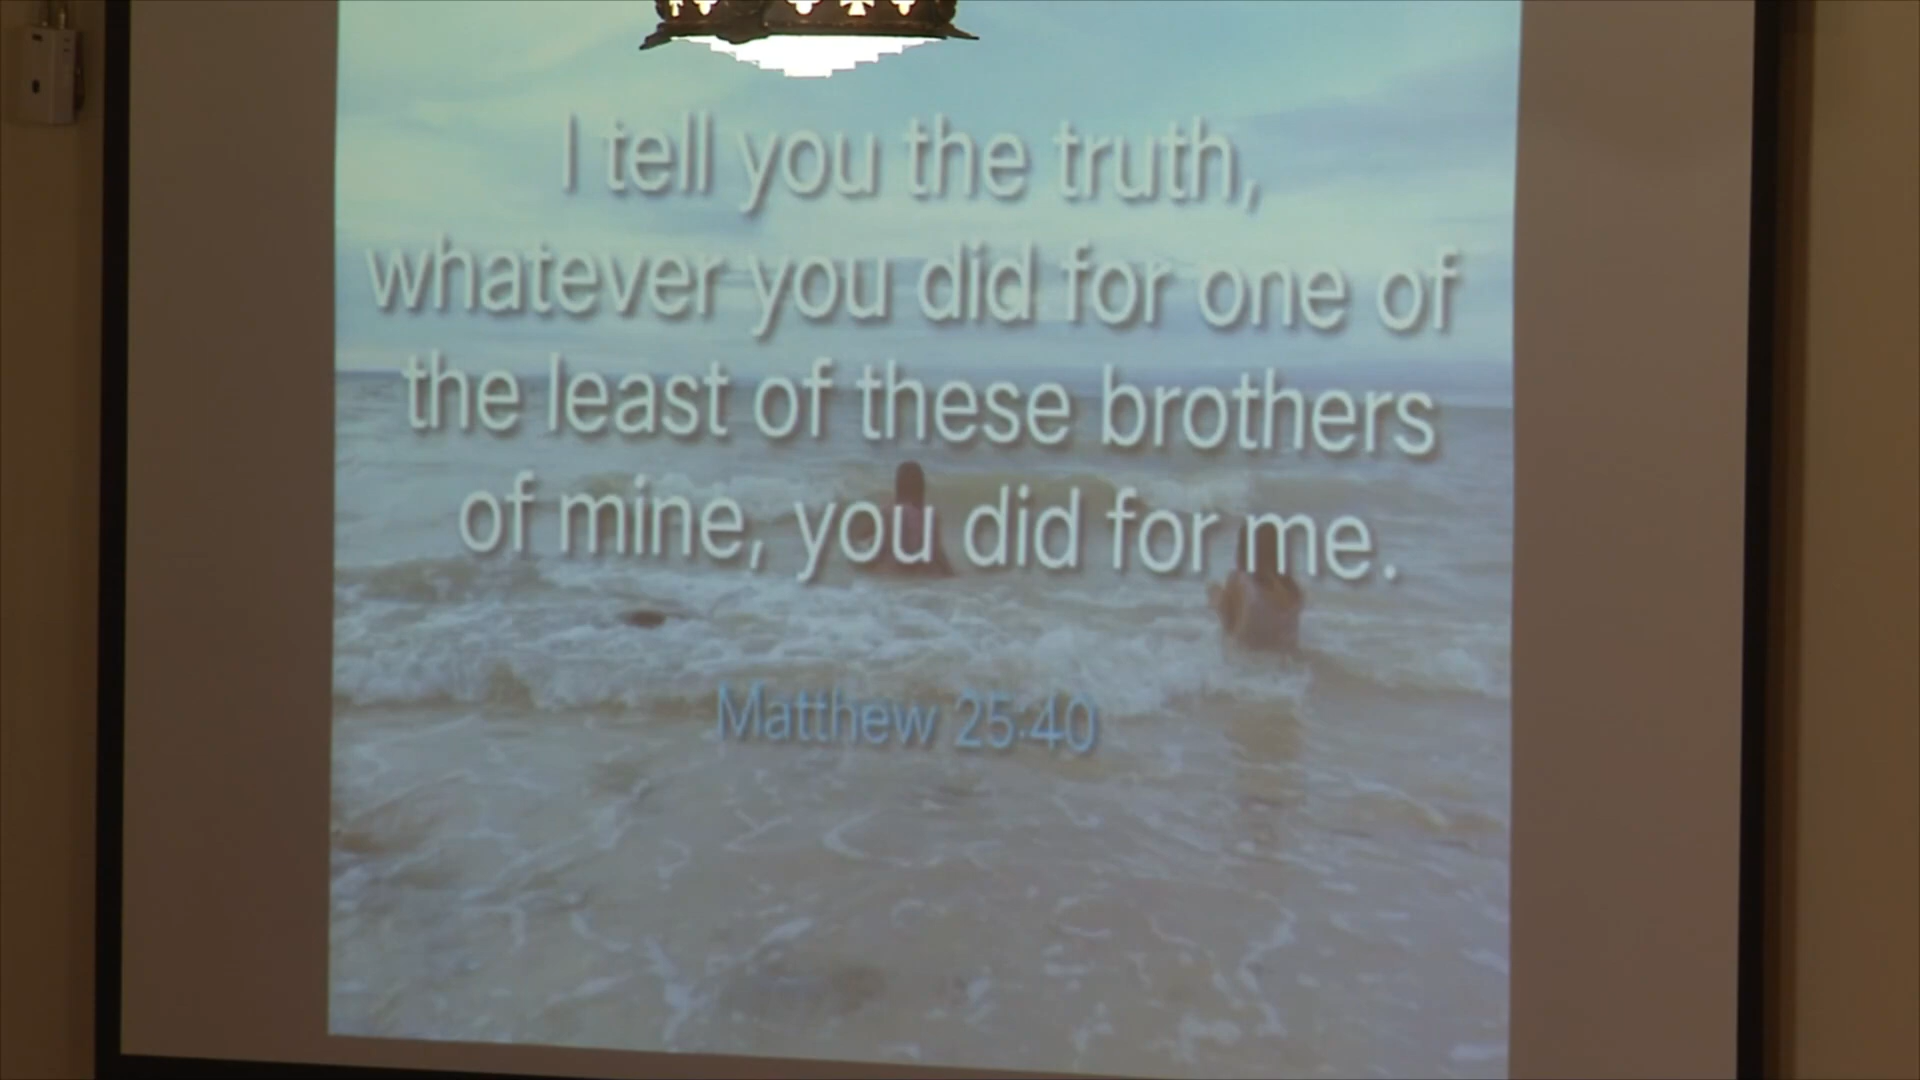 I tell you the truth,
whatever you did for one of
the least of these brothers
of mine, you did for me.
Matthew 25:40